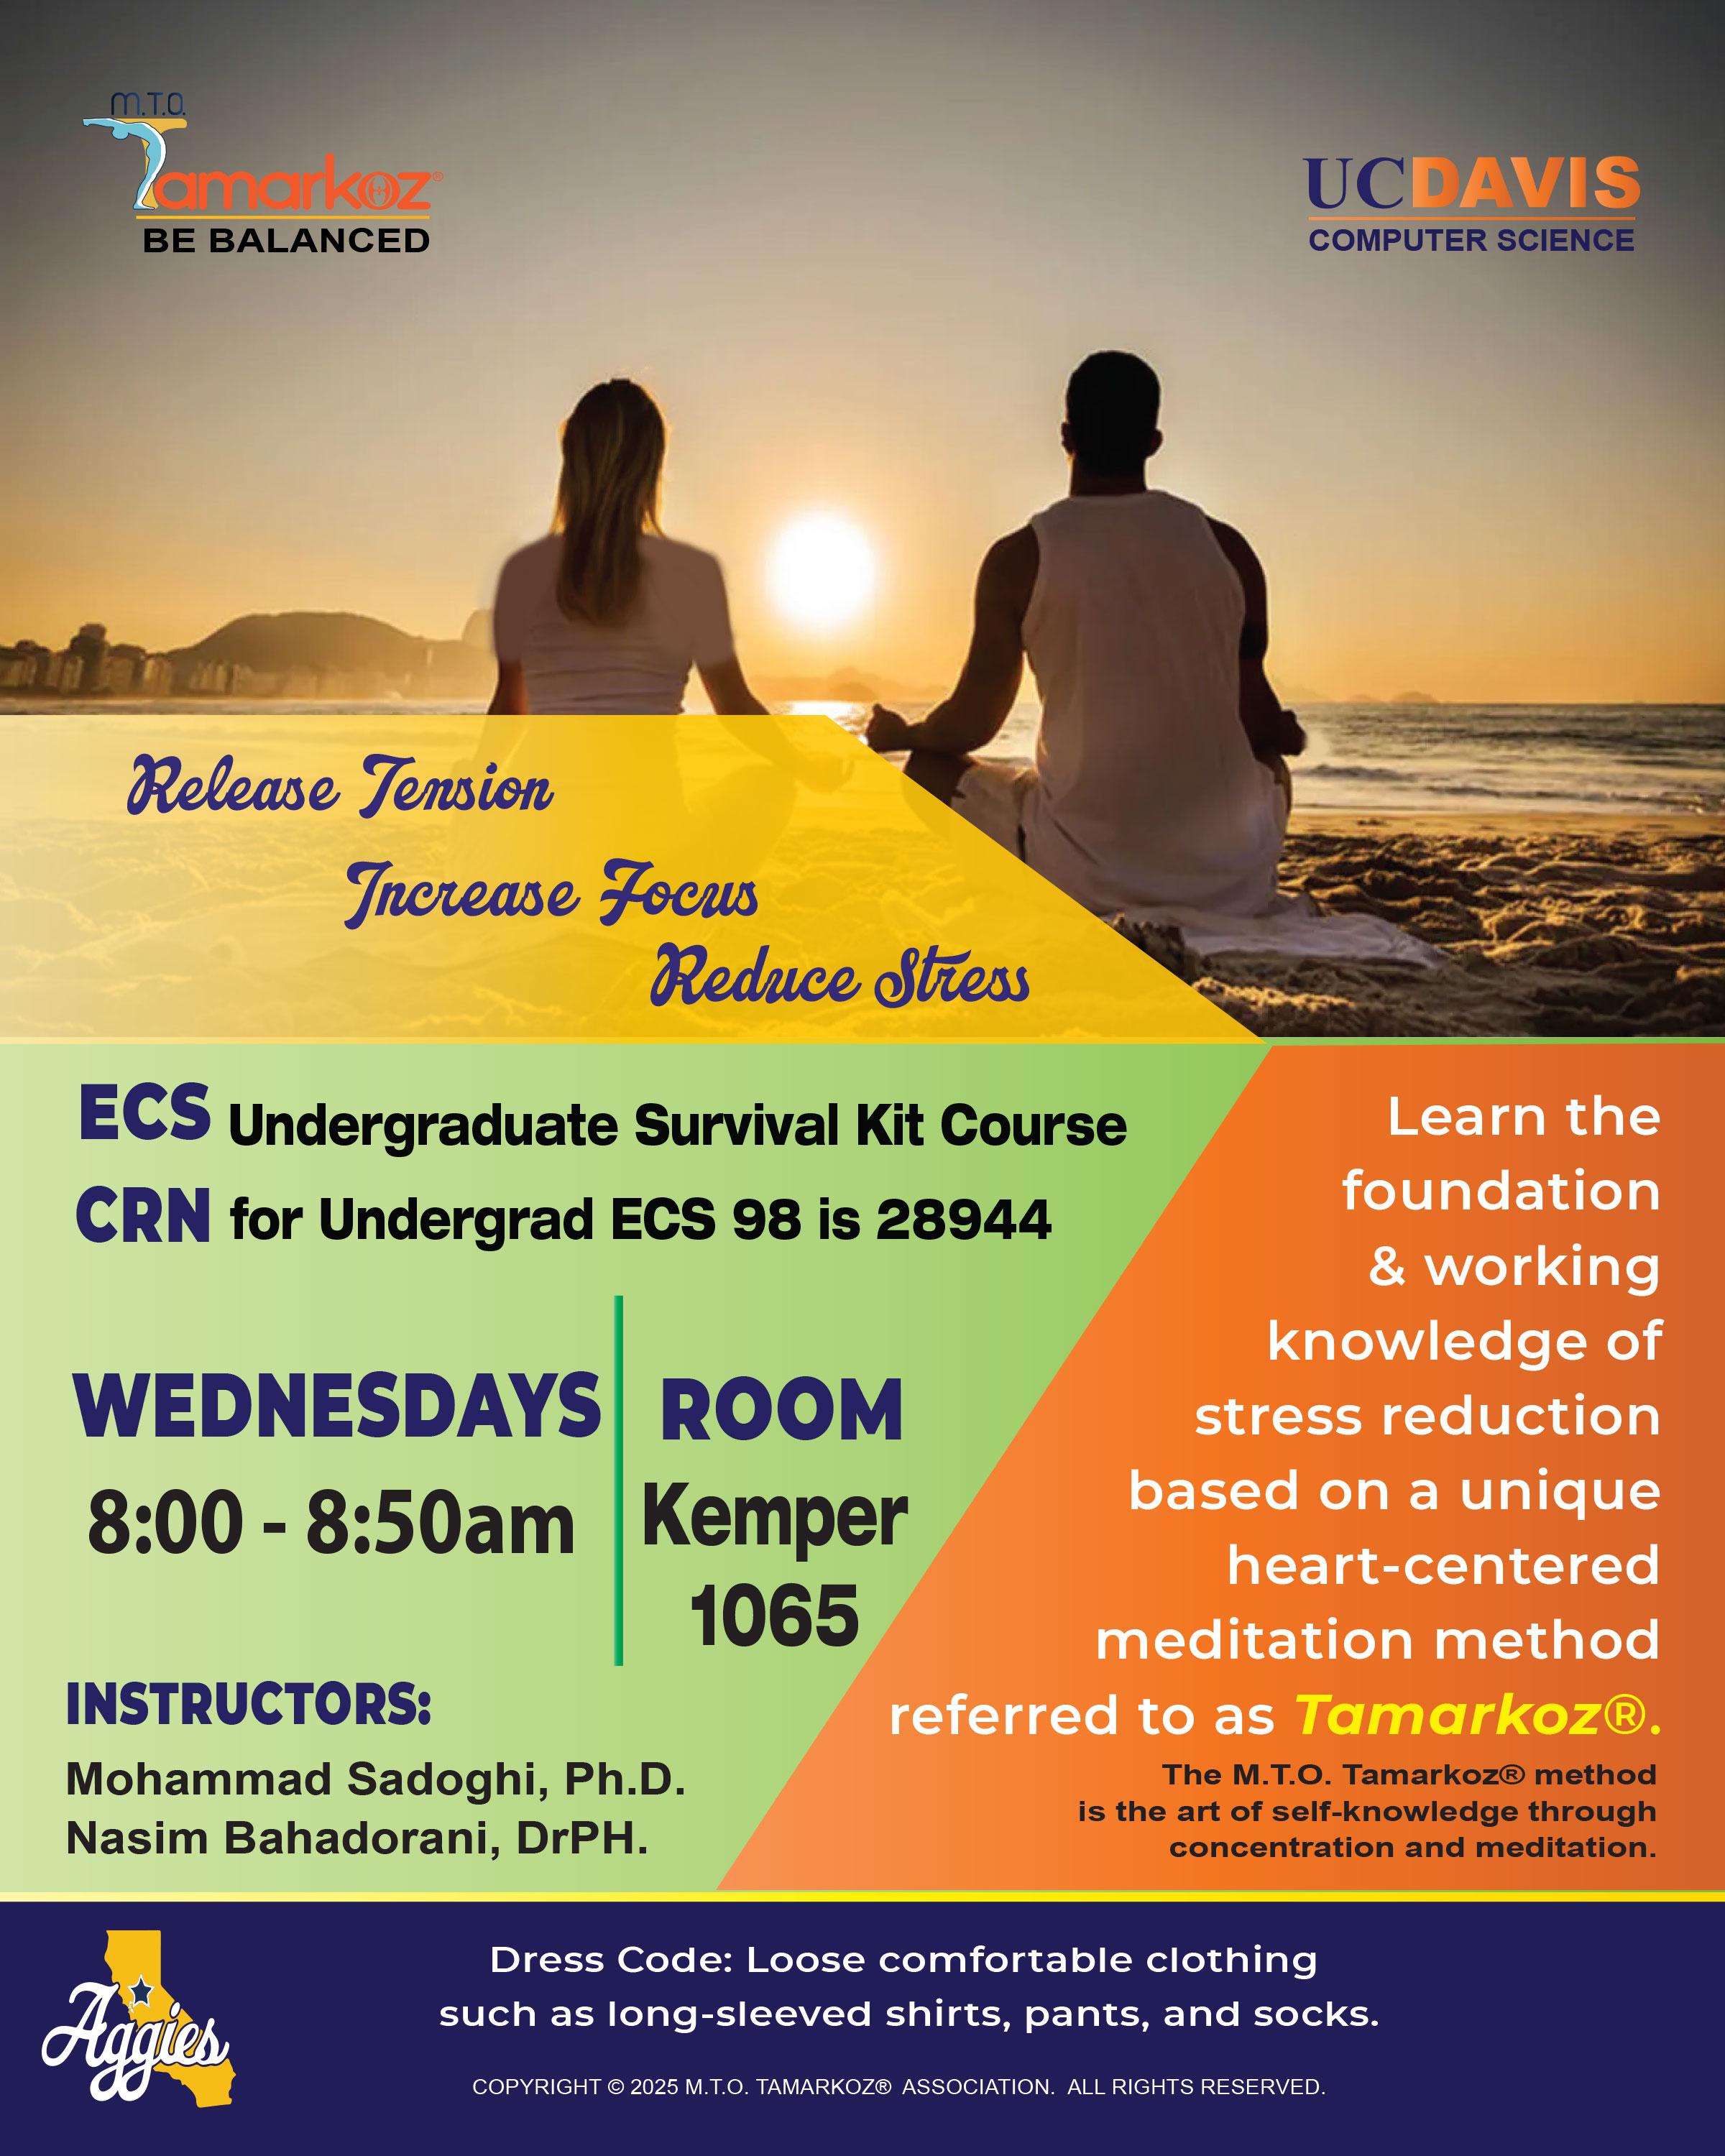 M.T.O.
Tamarkoz®
BE BALANCED
UCDAVIS
COMPUTER SCIENCE
Release Tension
Increase Focus
Reduce Stress
ECS Undergraduate Survival Kit Course
CRN for Undergrad ECS 98 is 28944
WEDNESDAYS
8:00 - 8:50am
ROOM
Kemper
1065
INSTRUCTORS:
Mohammad Sadoghi, Ph.D.
Nasim Bahadorani, DrPH.
Learn the
foundation
& working
knowledge of
stress reduction
based on a unique
heart-centered
meditation method
referred to as Tamarkoz®.
The M.T.O. Tamarkoz® method
is the art of self-knowledge through
concentration and meditation.
Aggies
Dress Code: Loose comfortable clothing
such as long-sleeved shirts, pants, and socks.
COPYRIGHT © 2025 M.T.O. TAMARKOZ® ASSOCIATION. ALL RIGHTS RESERVED.